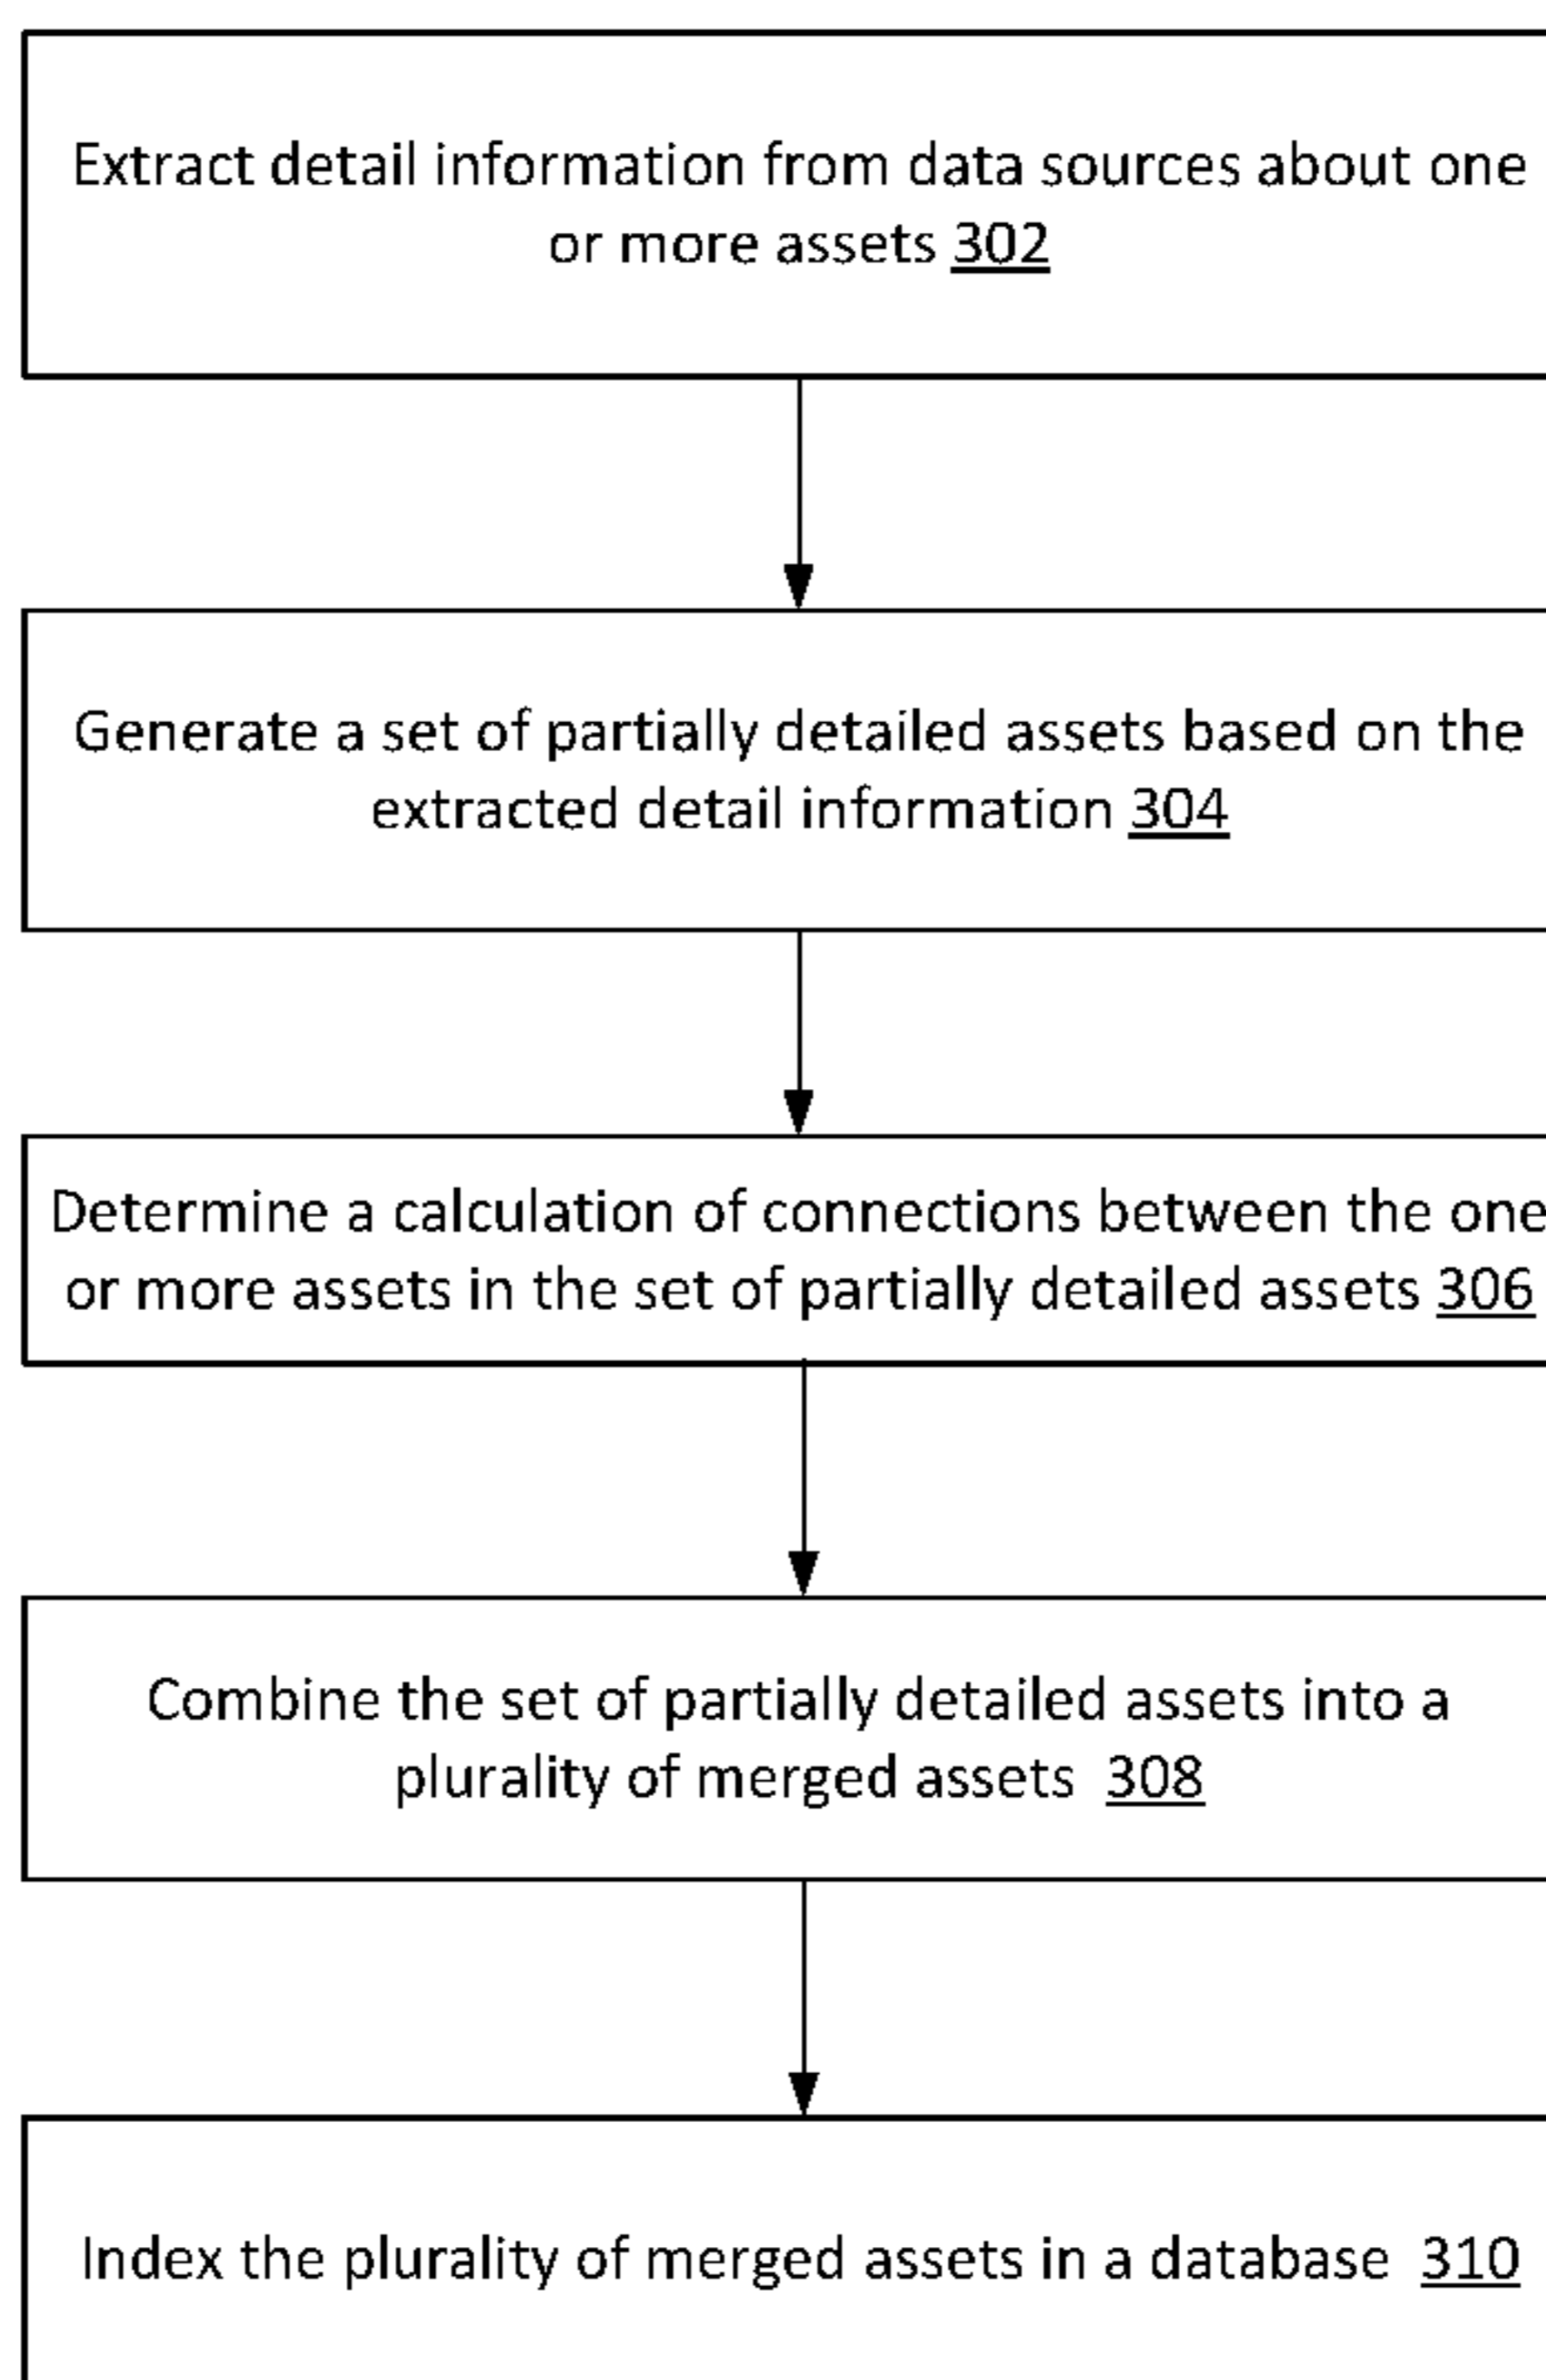 Extract detail information from data sources about one
or more assets 302
Generate a set of partially detailed assets based on the
extracted detail information 304
Determine a calculation of connections between the one
or more assets in the set of partially detailed assets 306
Combine the set of partially detailed assets into a
plurality of merged assets 308
Index the plurality of merged assets in a database 310